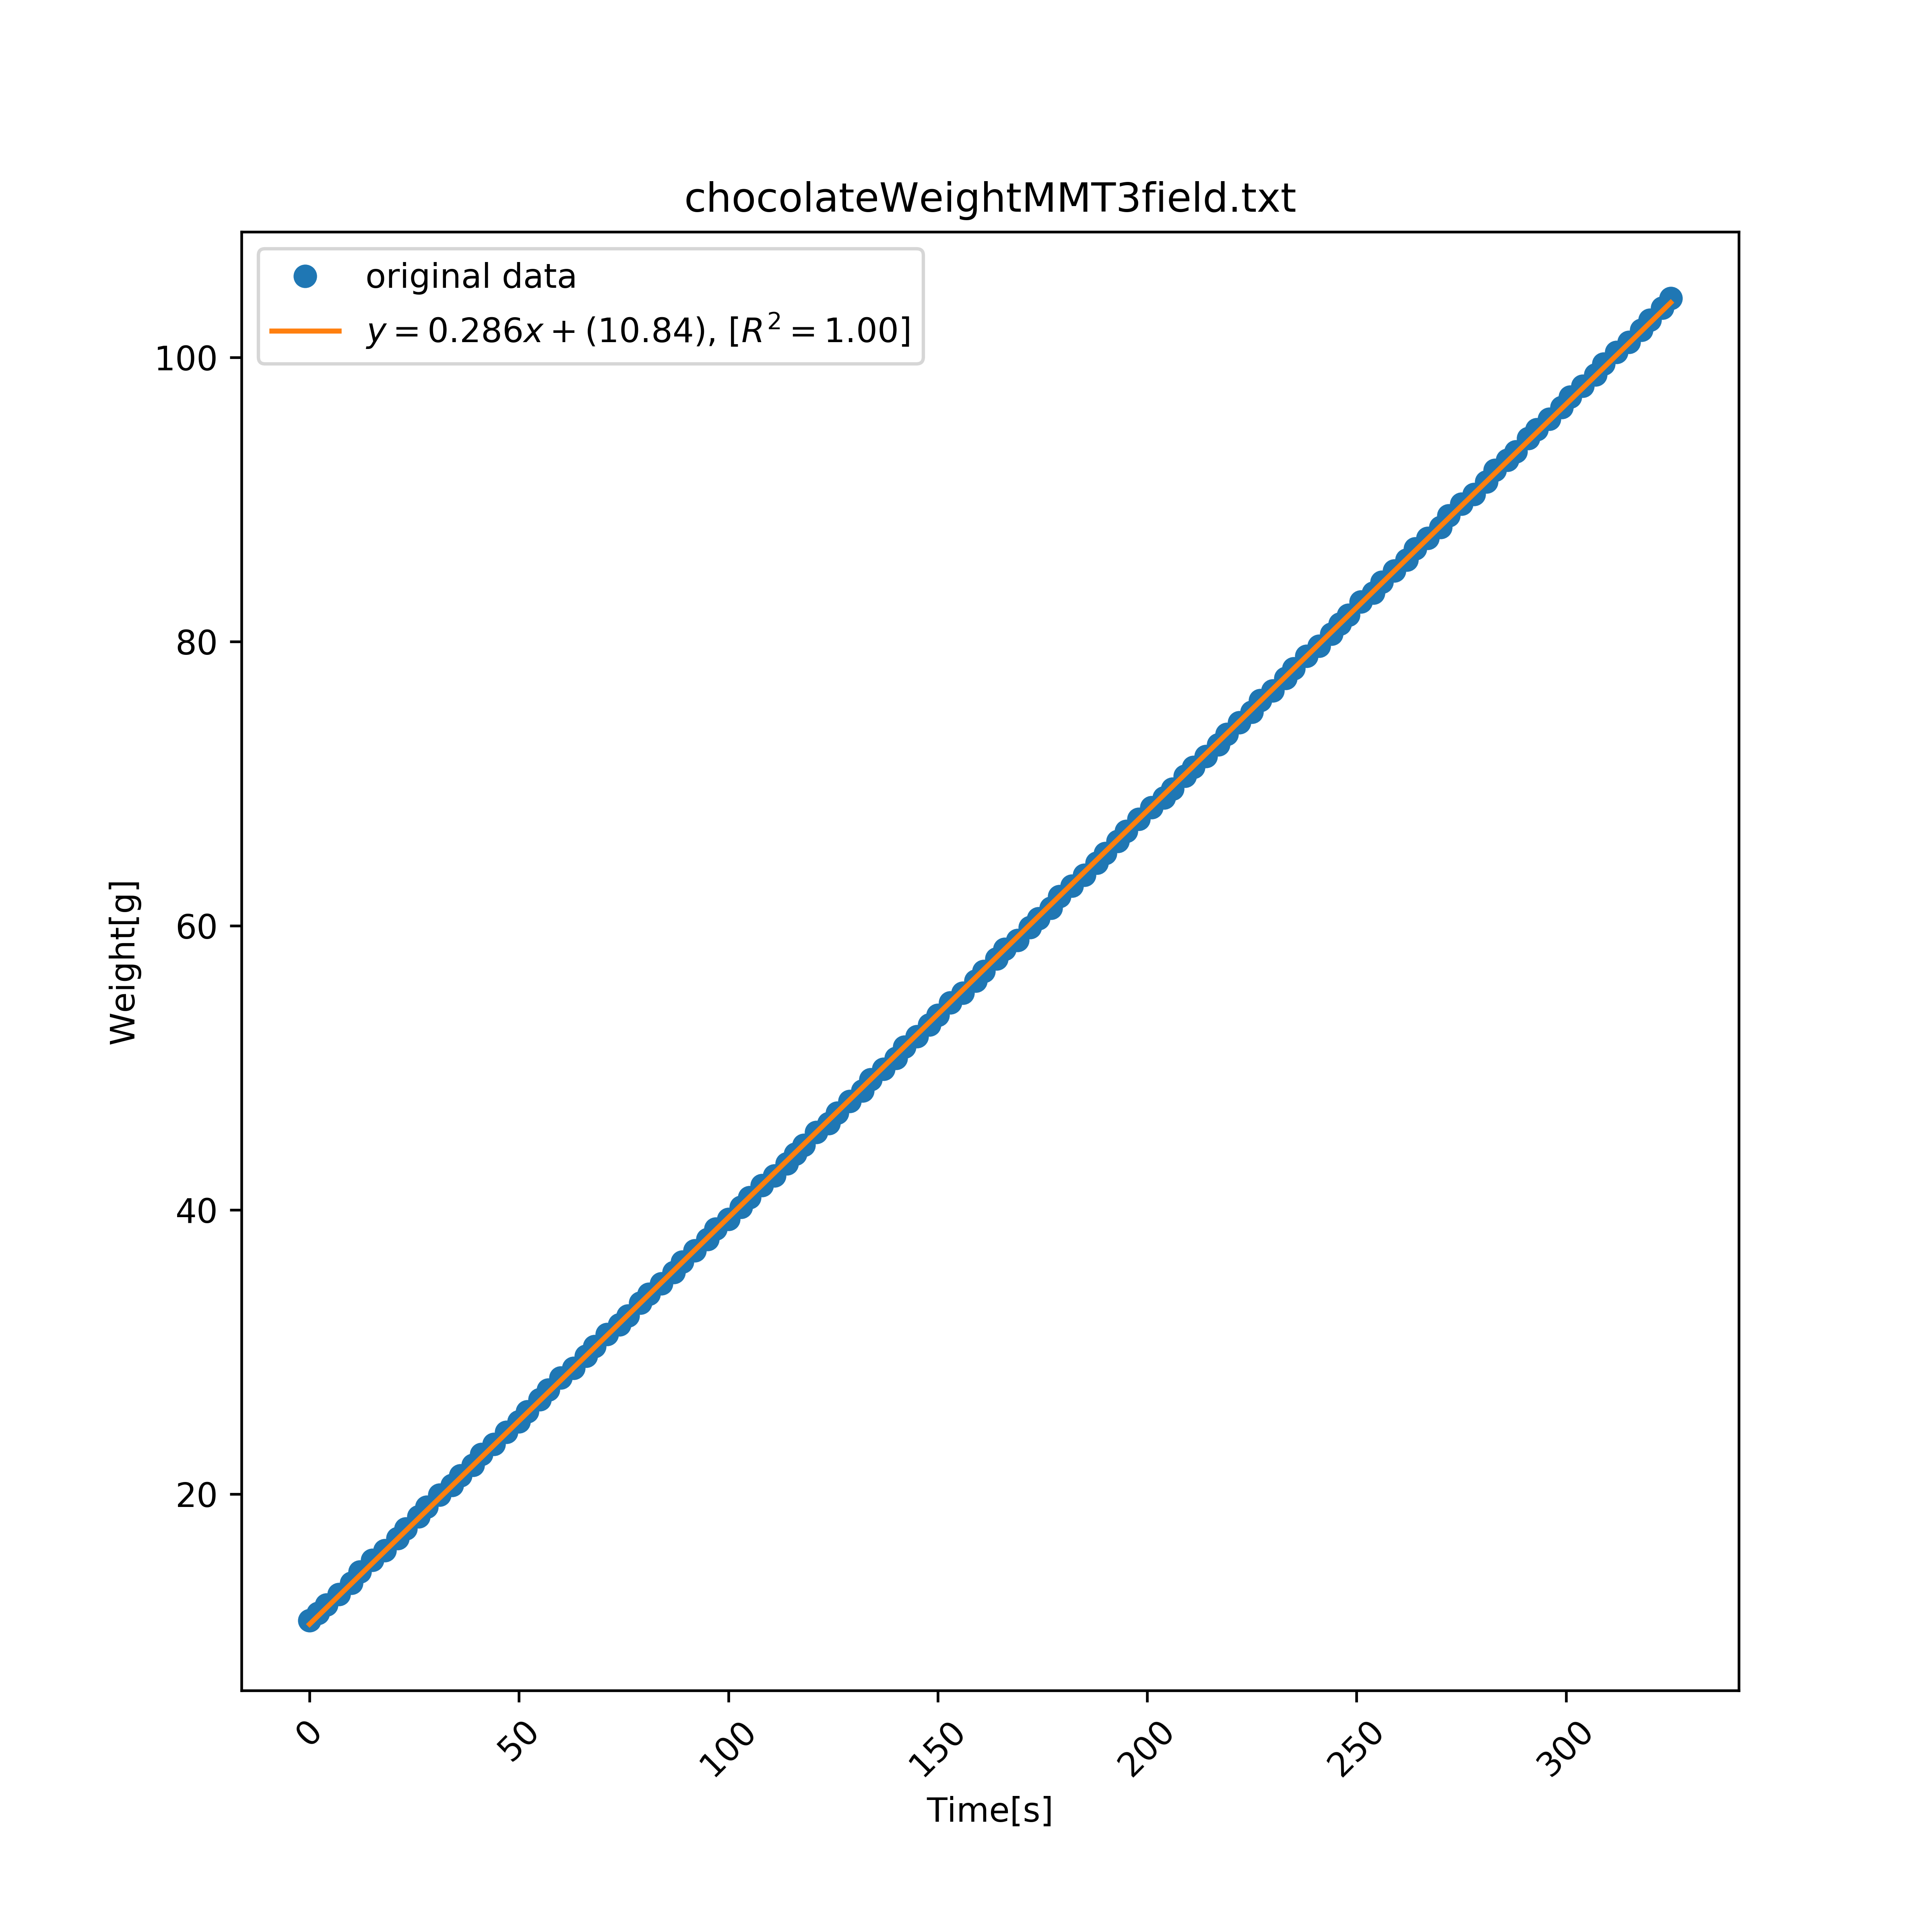 chocolateWeightMMT3field.txt
original data
y = 0.286x + (10.84), [R² = 1.00]
100
80
60
40
20
Weight[g]
0
50
100
150
200
250
300
Time[s]